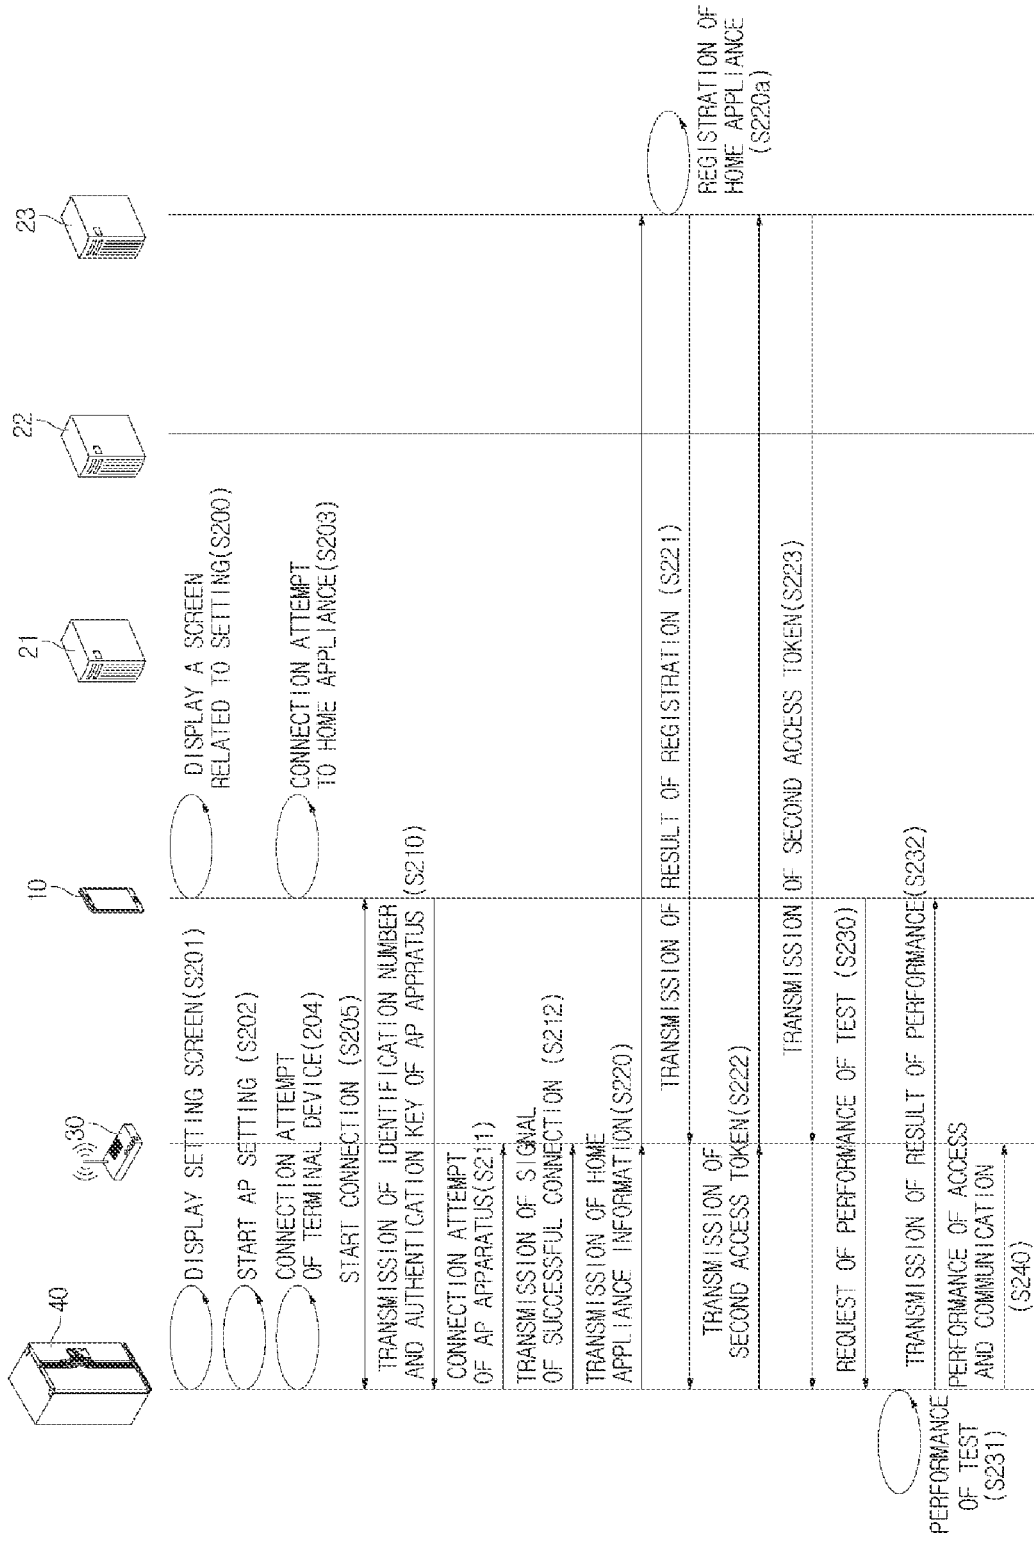 40
30
10
21
22
23
DISPLAY SETTING SCREEN(S201)
DISPLAY A SCREEN
RELATED TO SETTING(S200)
START AP SETTING (S202)
CONNECTION ATTEMPT
OF TERMINAL DEVICE(204)
CONNECTION ATTEMPT
TO HOME APPLIANCE(S203)
START CONNECTION (S205)
TRANSMISSION OF IDENTIFICATION NUMBER
AND AUTHENTICATION KEY OF AP APPRATUS (S210)
CONNECTION ATTEMPT
OF AP APPARATUS(S211)
TRANSMISSION OF SIGNAL
OF SUCCESSFUL CONNECTION (S212)
TRANSMISSION OF HOME
APPLIANCE INFORMATION(S220)
REGISTRATION OF
HOME APPLIANCE
(S220a)
TRANSMISSION OF RESULT OF REGISTRATION (S221)
TRANSMISSION OF
SECOND ACCESS TOKEN(S222)
TRANSMISSION OF SECOND ACCESS TOKEN(S223)
REQUEST OF PERFORMANCE OF TEST (S230)
PERFORMANCE
OF TEST
(S231)
TRANSMISSION OF RESULT OF PERFORMANCE(S232)
PERFORMANCE OF ACCESS
AND COMMUNICATION
(S240)